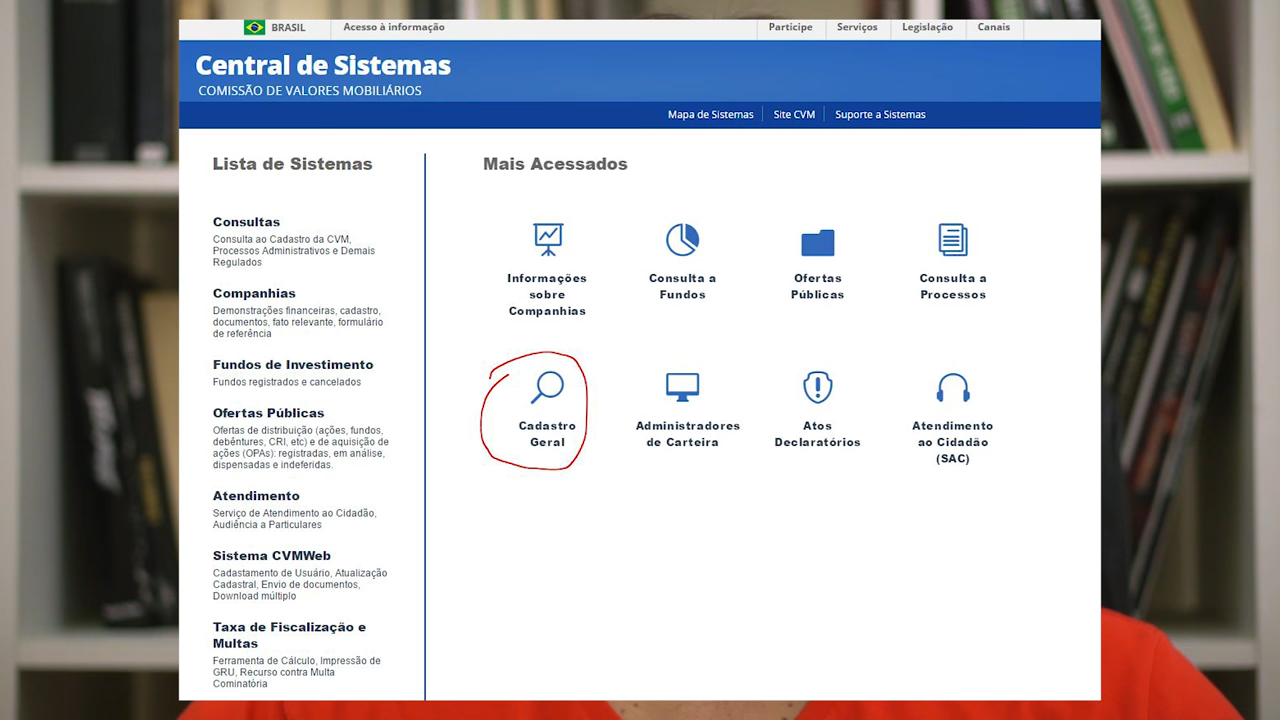 BRASIL
Acesso à informação
Participe
Serviços
Legislação
Canais
Central de Sistemas
COMISSÃO DE VALORES MOBILIÁRIOS
Mapa de Sistemas
Site CVM
Suporte a Sistemas
Lista de Sistemas
Consultas
Consulta ao Cadastro da CVM,
Processos Administrativos e Demais
Regulados
Companhias
Demonstrações financeiras, cadastro,
documentos, fato relevante, formulário
de referência
Fundos de Investimento
Fundos registrados e cancelados
Ofertas Públicas
Ofertas de distribuição (ações, fundos,
debêntures, CRI, etc) e de aquisição de
ações (OPAs): registradas, em análise,
dispensadas e indeferidas.
Atendimento
Serviço de Atendimento ao Cidadão,
Audiência a Particulares
Sistema CVMWeb
Cadastamento de Usuário, Atualização
Cadastral, Envio de documentos,
Download múltiplo
Taxa de Fiscalização e
Multas
Ferramenta de Cálculo, Impressão de
GRU, Recurso contra Multa
Cominatória
Mais Acessados
Informações
sobre
Companhias
Consulta a
Fundos
Ofertas
Públicas
Consulta a
Processos
Cadastro
Geral
Administradores
de Carteira
Atos
Declaratórios
Atendimento
ao Cidadão
(SAC)